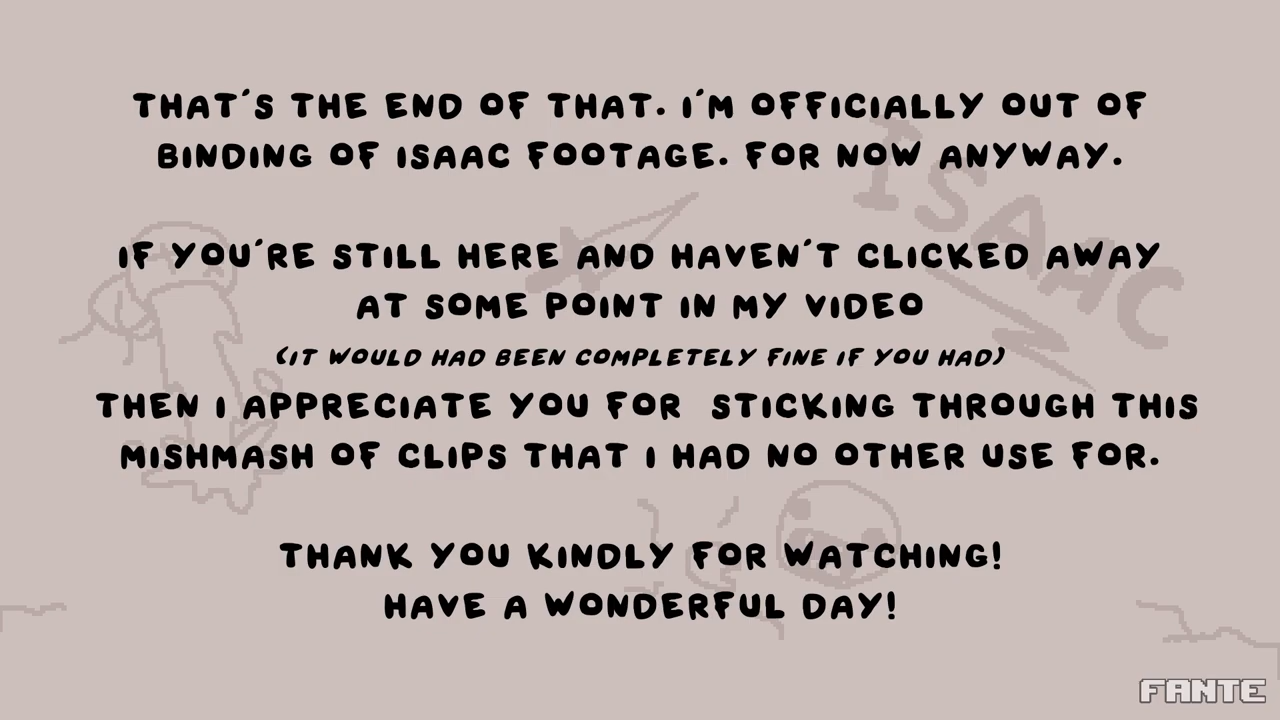 THAT'S THE END OF THAT. I'M OFFICIALLY OUT OF
BINDING OF ISAAC FOOTAGE. FOR NOW ANYWAY.
ISAAC
IF YOU'RE STILL HERE AND HAVEN'T CLICKED AWAY
AT SOME POINT IN MY VIDEO
(IT WOULD HAD BEEN COMPLETELY FINE IF YOU HAD)
THEN I APPRECIATE YOU FOR STICKING THROUGH THIS
MISHMASH OF CLIPS THAT I HAD NO OTHER USE FOR.
THANK YOU KINDLY FOR WATCHING!
HAVE A WONDERFUL DAY!
FANTE